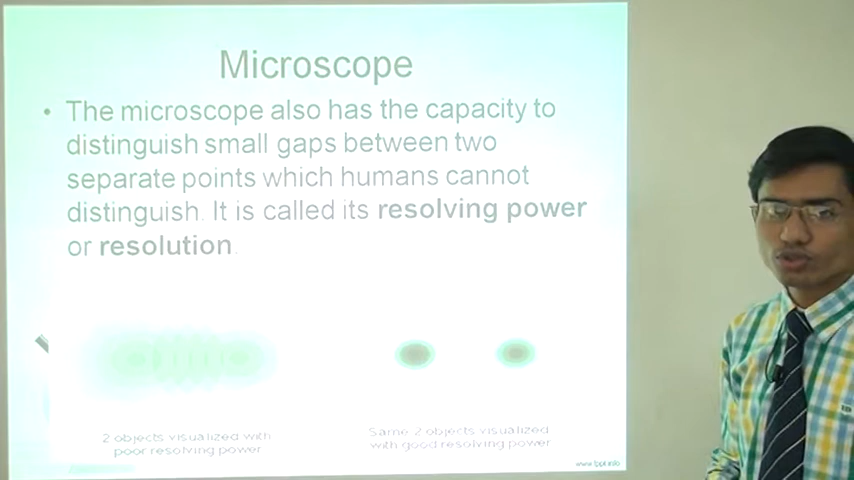 Microscope
• The microscope also has the capacity to
distinguish small gaps between two
separate points which humans cannot
distinguish. It is called its resolving power
or resolution.
2 objects visualized with
poor resolving power
Same 2 objects visualized
with good resolving power
www.fppt.info